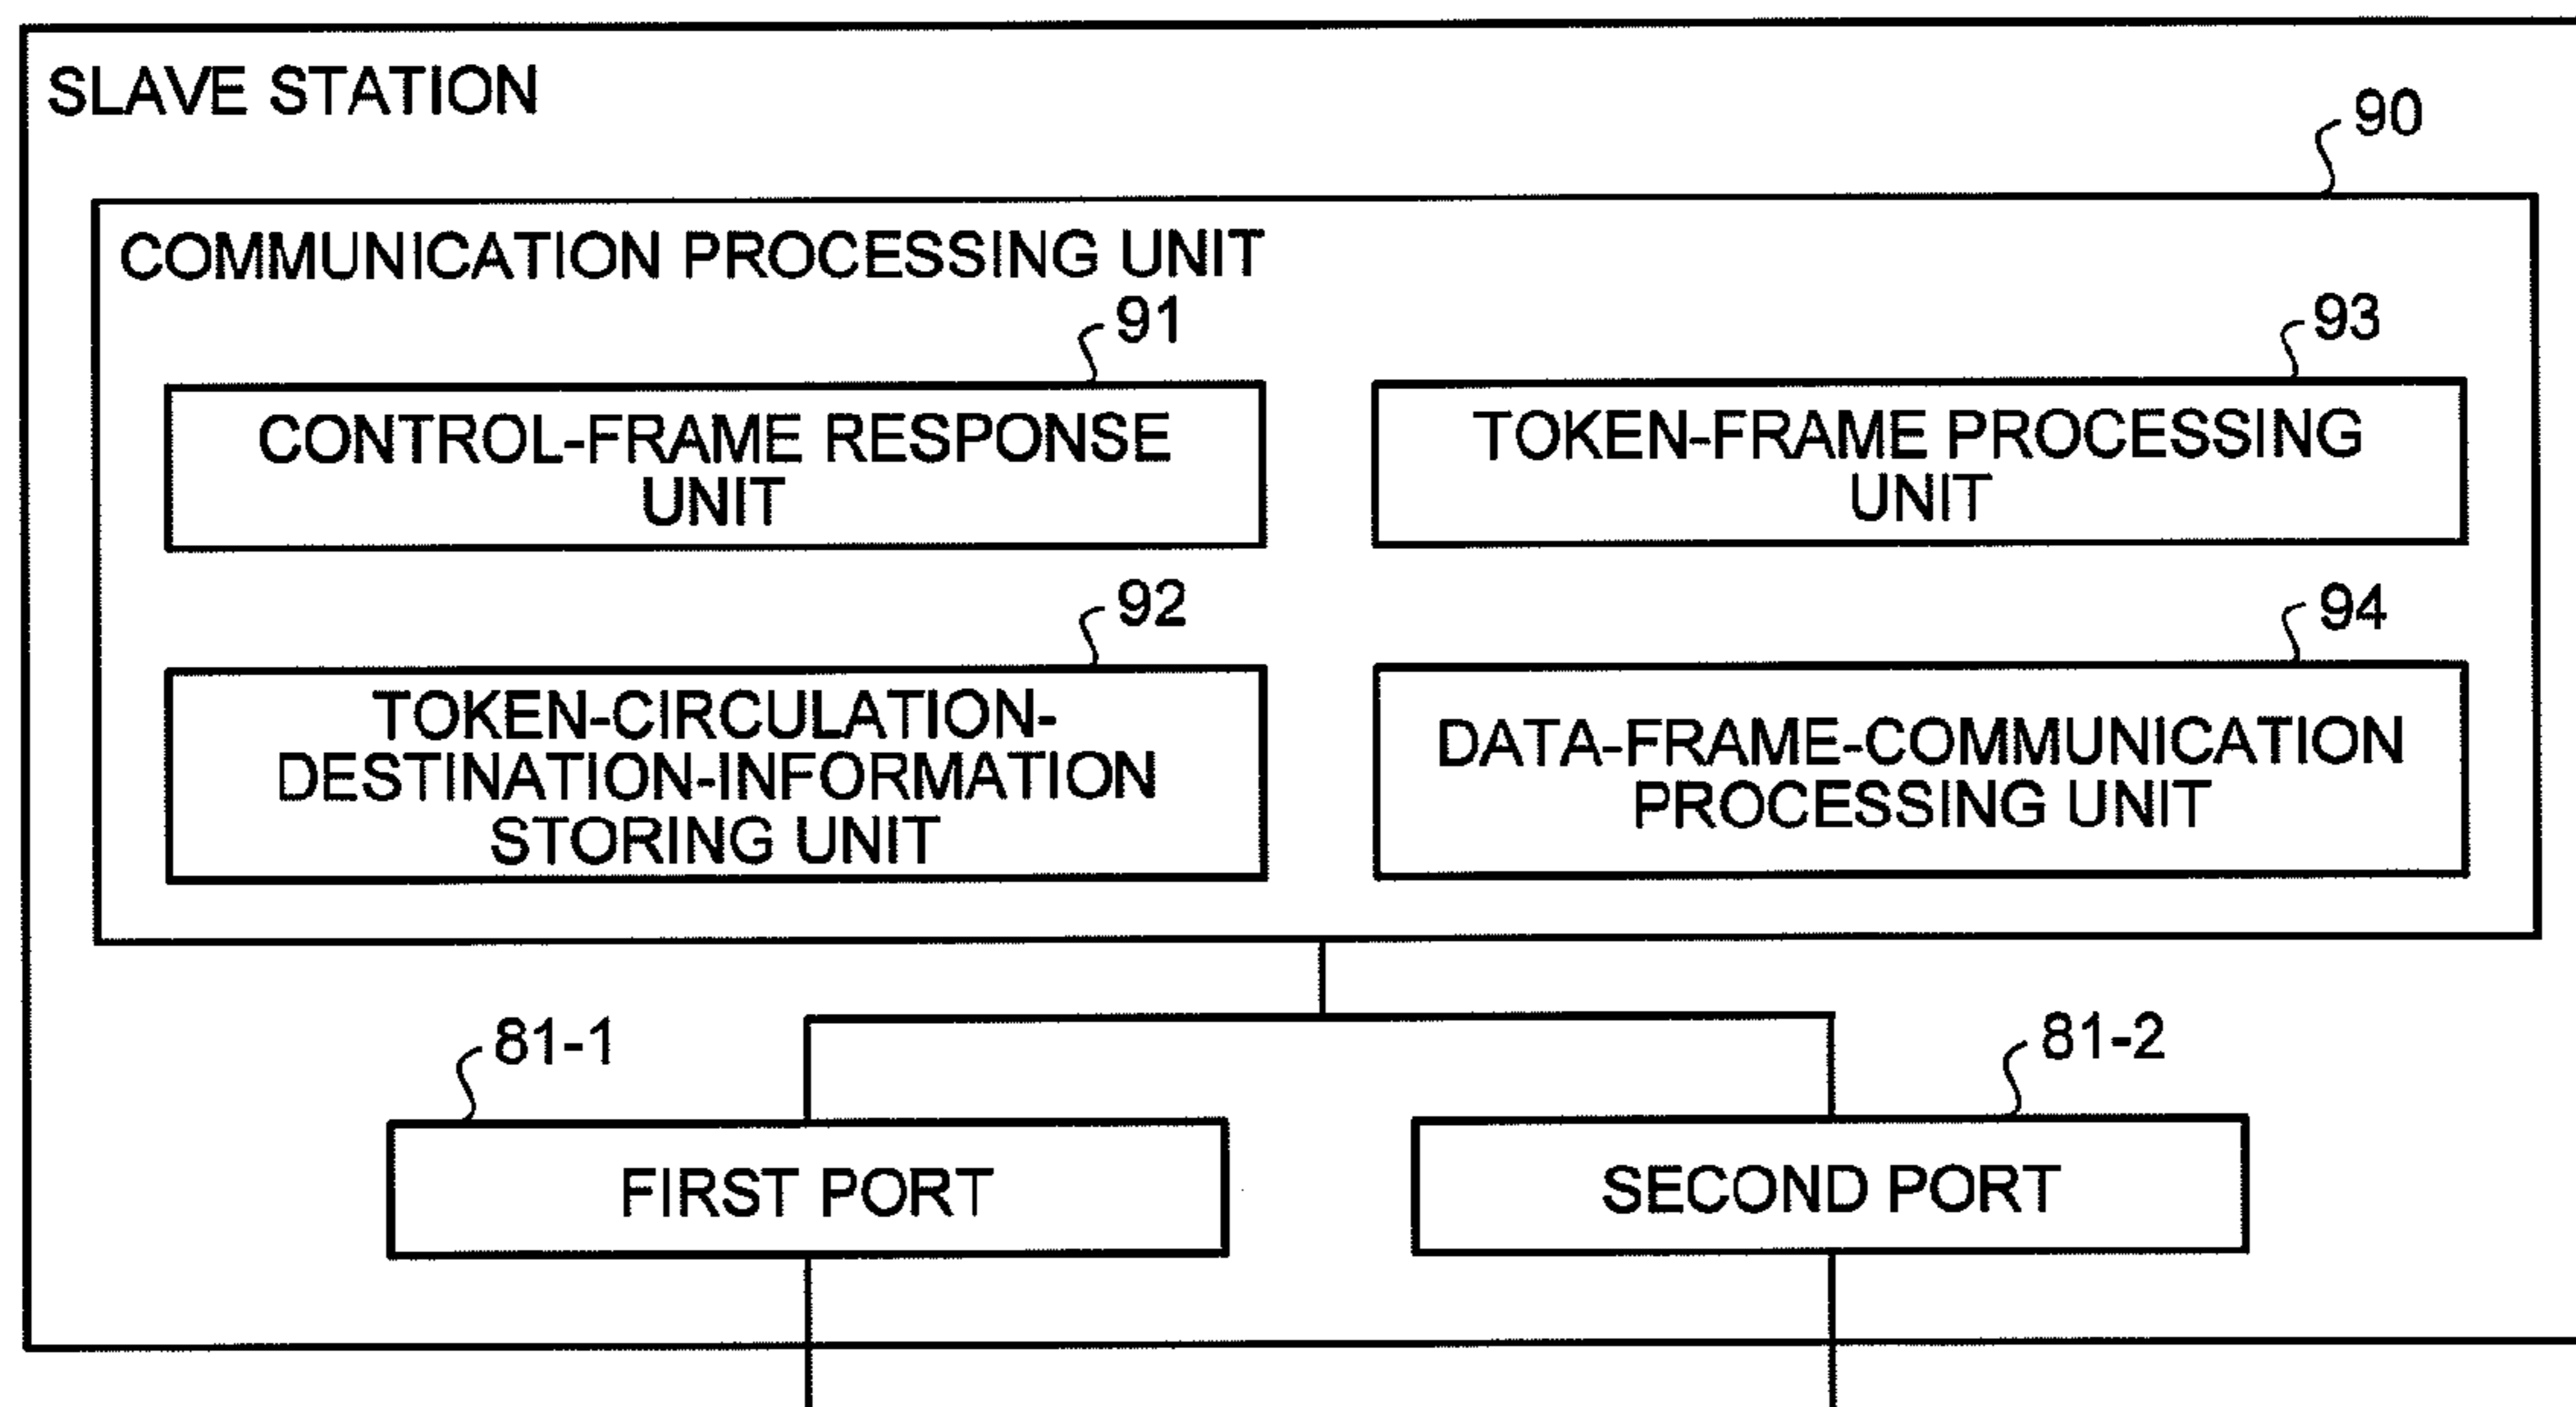 SLAVE STATION
90
COMMUNICATION PROCESSING UNIT
91
93
CONTROL-FRAME RESPONSE
UNIT
TOKEN-FRAME PROCESSING
UNIT
92
94
TOKEN-CIRCULATION-
DESTINATION-INFORMATION
STORING UNIT
DATA-FRAME-COMMUNICATION
PROCESSING UNIT
81-1
81-2
FIRST PORT
SECOND PORT